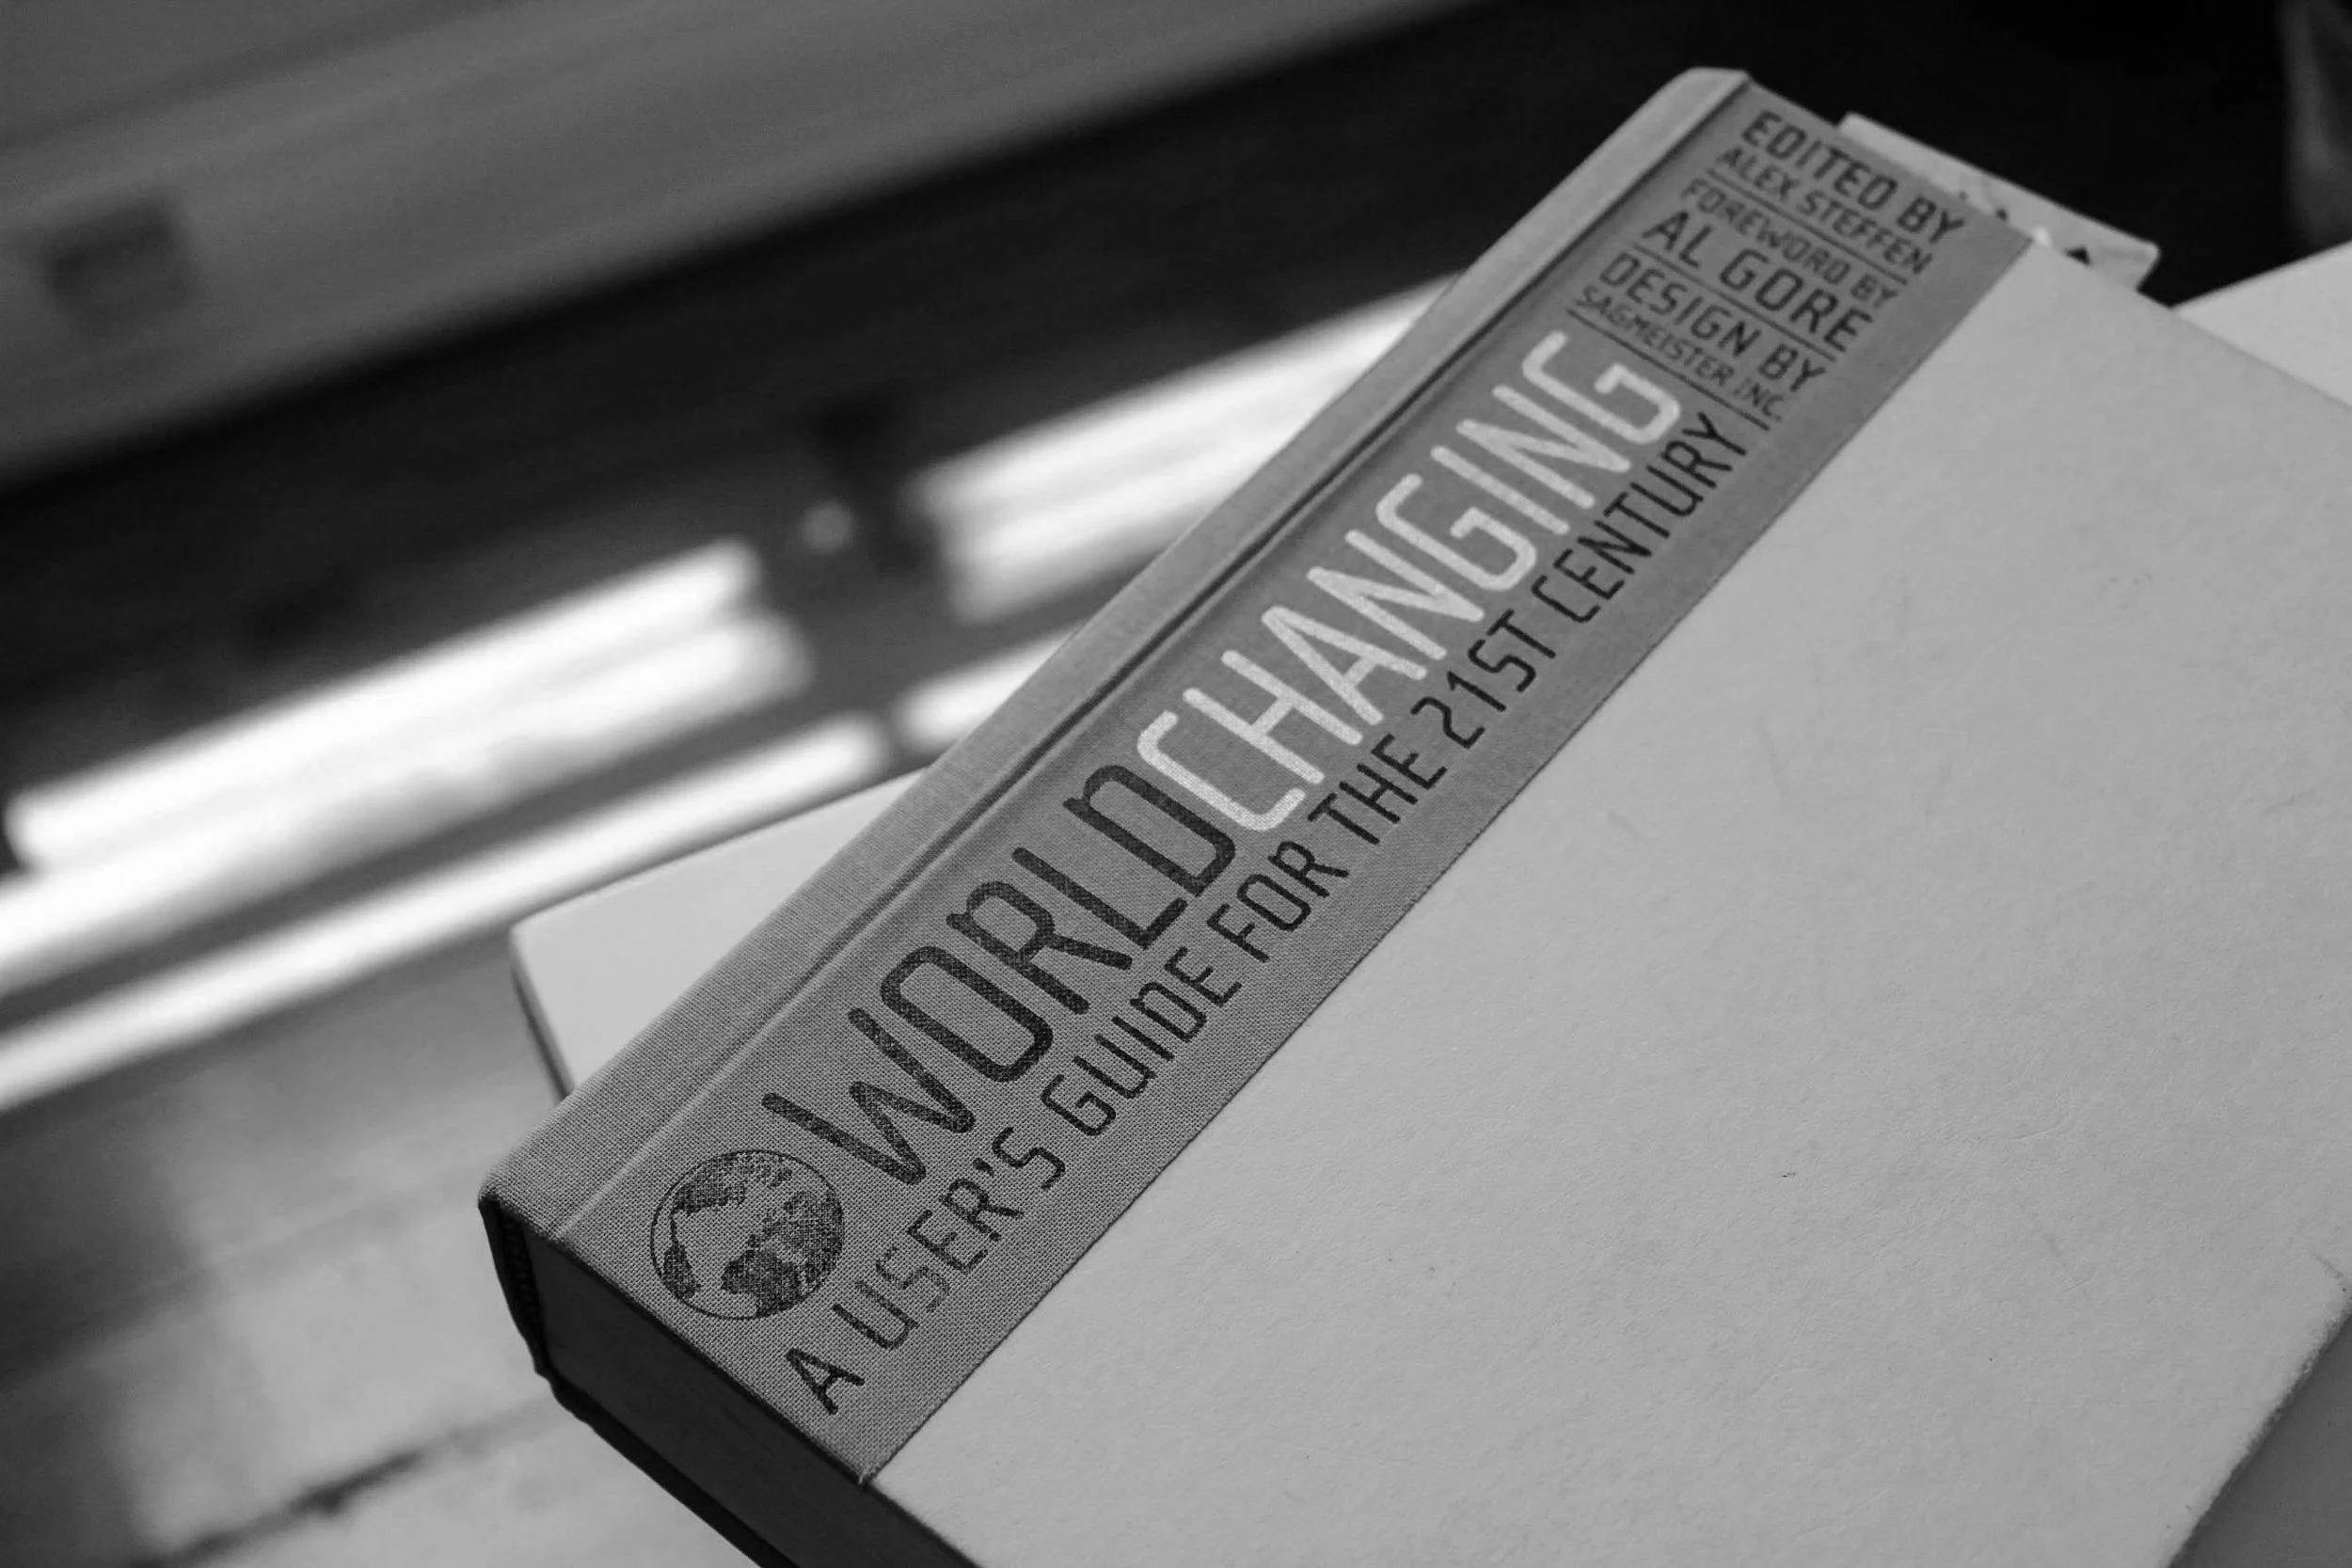 WORLDCHANGING
A USER'S GUIDE FOR THE 21ST CENTURY
EDITED BY
ALEX STEFFEN
FOREWORD BY
AL GORE
DESIGN BY
SAGMEISTER INC.